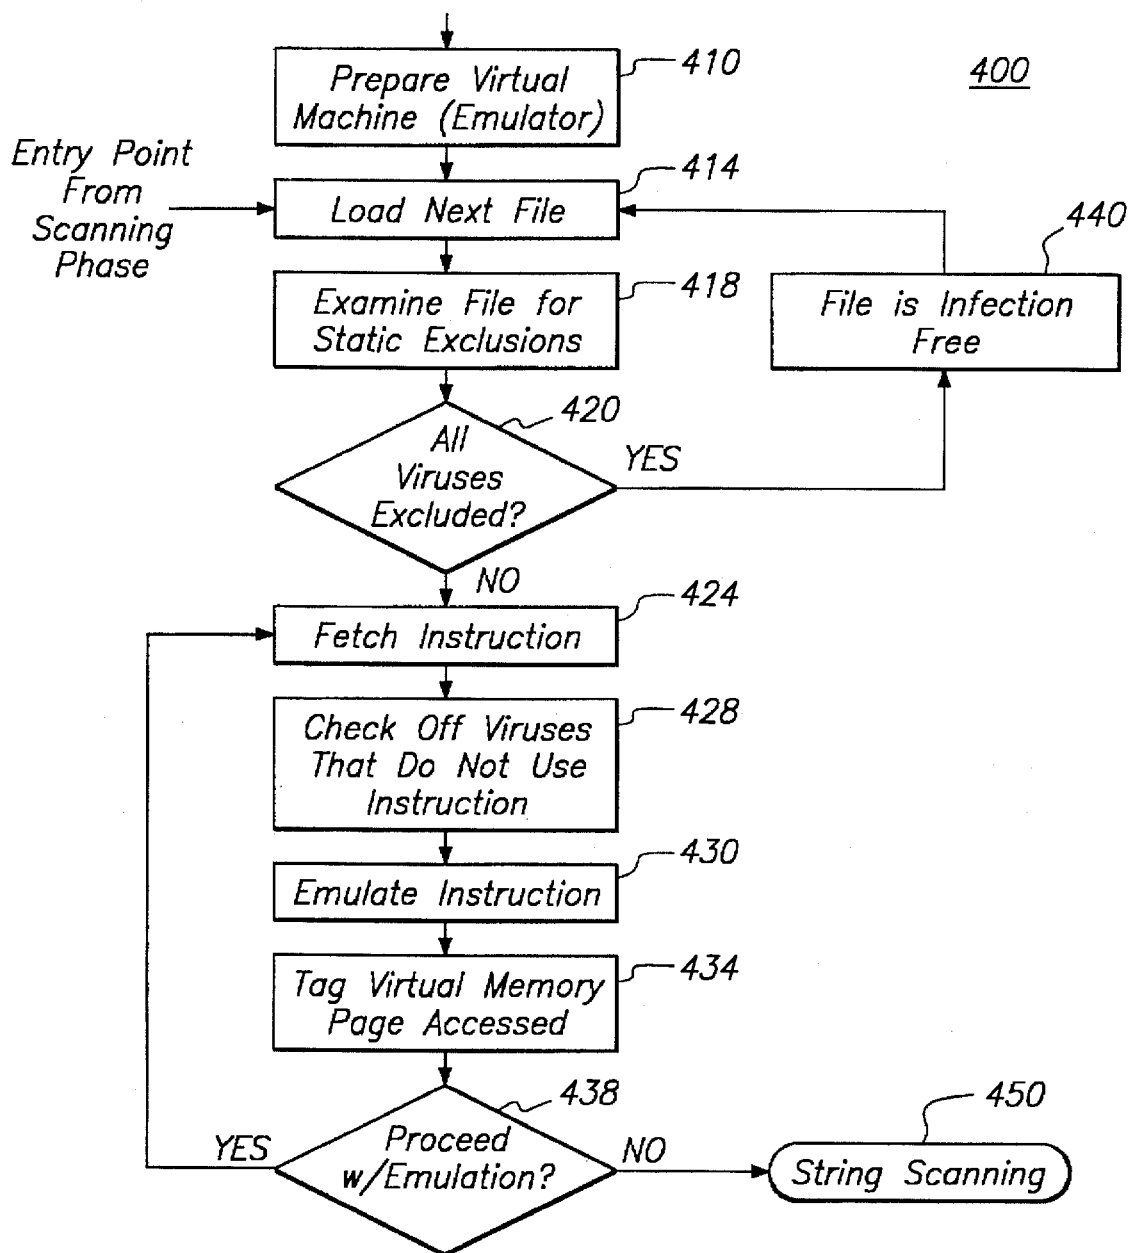 410
400
Prepare Virtual
Machine (Emulator)
Entry Point
From
Scanning
Phase
414
Load Next File
440
418
Examine File for
Static Exclusions
File is Infection
Free
420
All
Viruses
Excluded?
YES
NO
424
Fetch Instruction
428
Check Off Viruses
That Do Not Use
Instruction
430
Emulate Instruction
434
Tag Virtual Memory
Page Accessed
438
Proceed
w/Emulation?
YES
NO
450
String Scanning